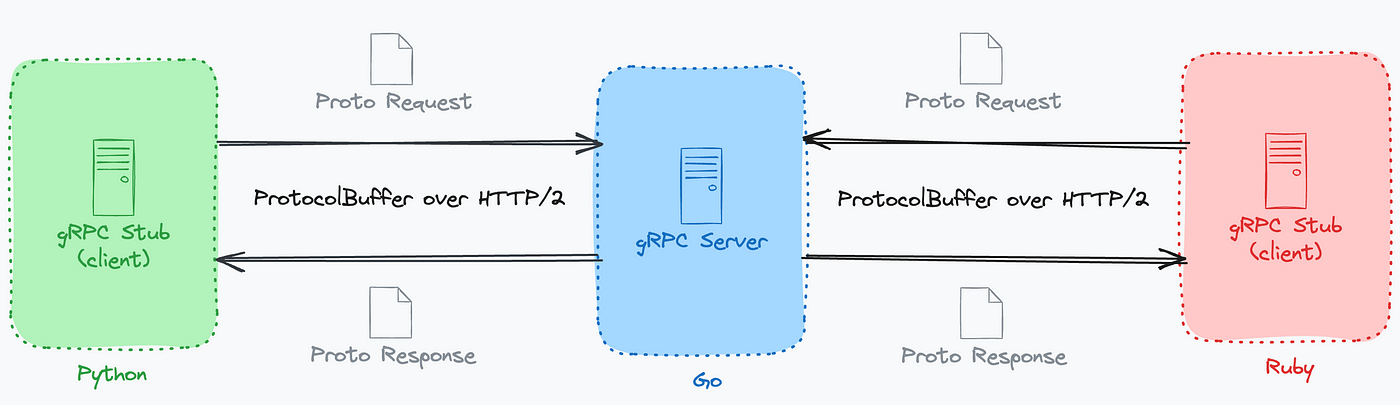 Proto Request
Proto Request
ProtocolBuffer over HTTP/2
ProtocolBuffer over HTTP/2
gRPC Stub
(client)
gRPC Server
gRPC Stub
(client)
Proto Response
Proto Response
Python
Go
Ruby